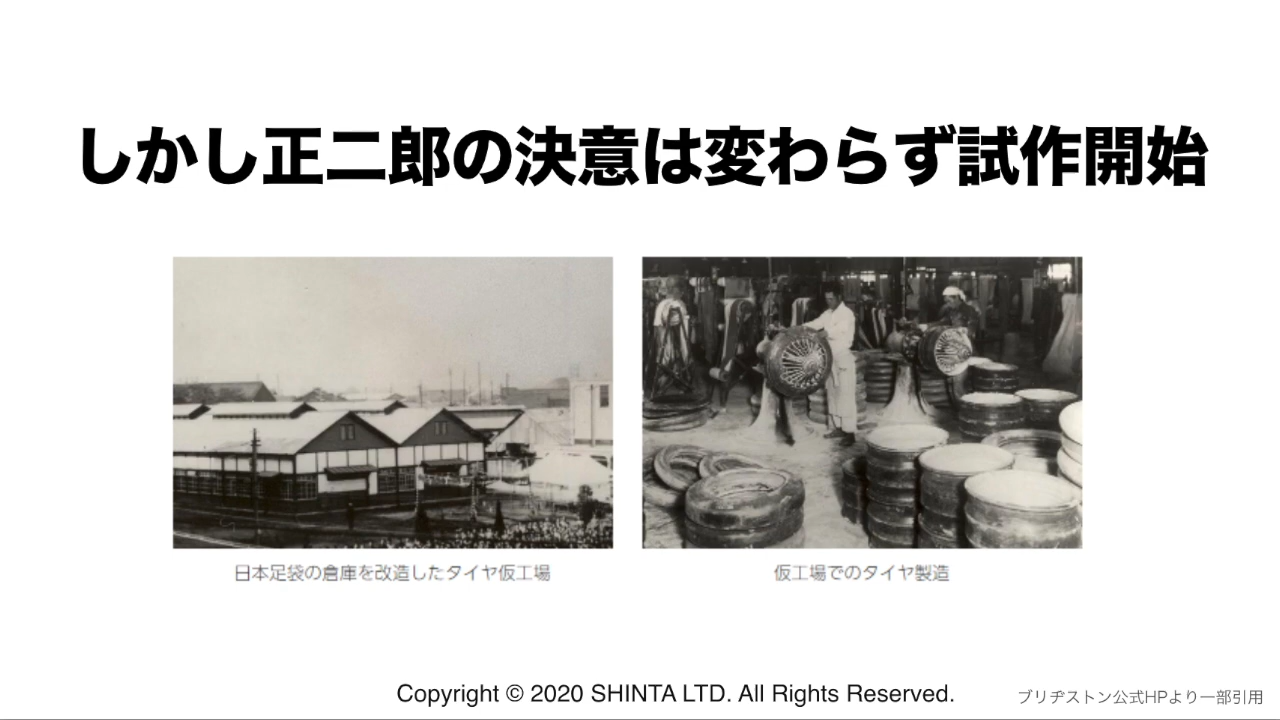 しかし正二郎の決意は変わらず試作開始
日本足袋の倉庫を改造したタイヤ仮工場
仮工場でのタイヤ製造
Copyright © 2020 SHINTA LTD. All Rights Reserved.
ブリヂストン公式HPより一部引用